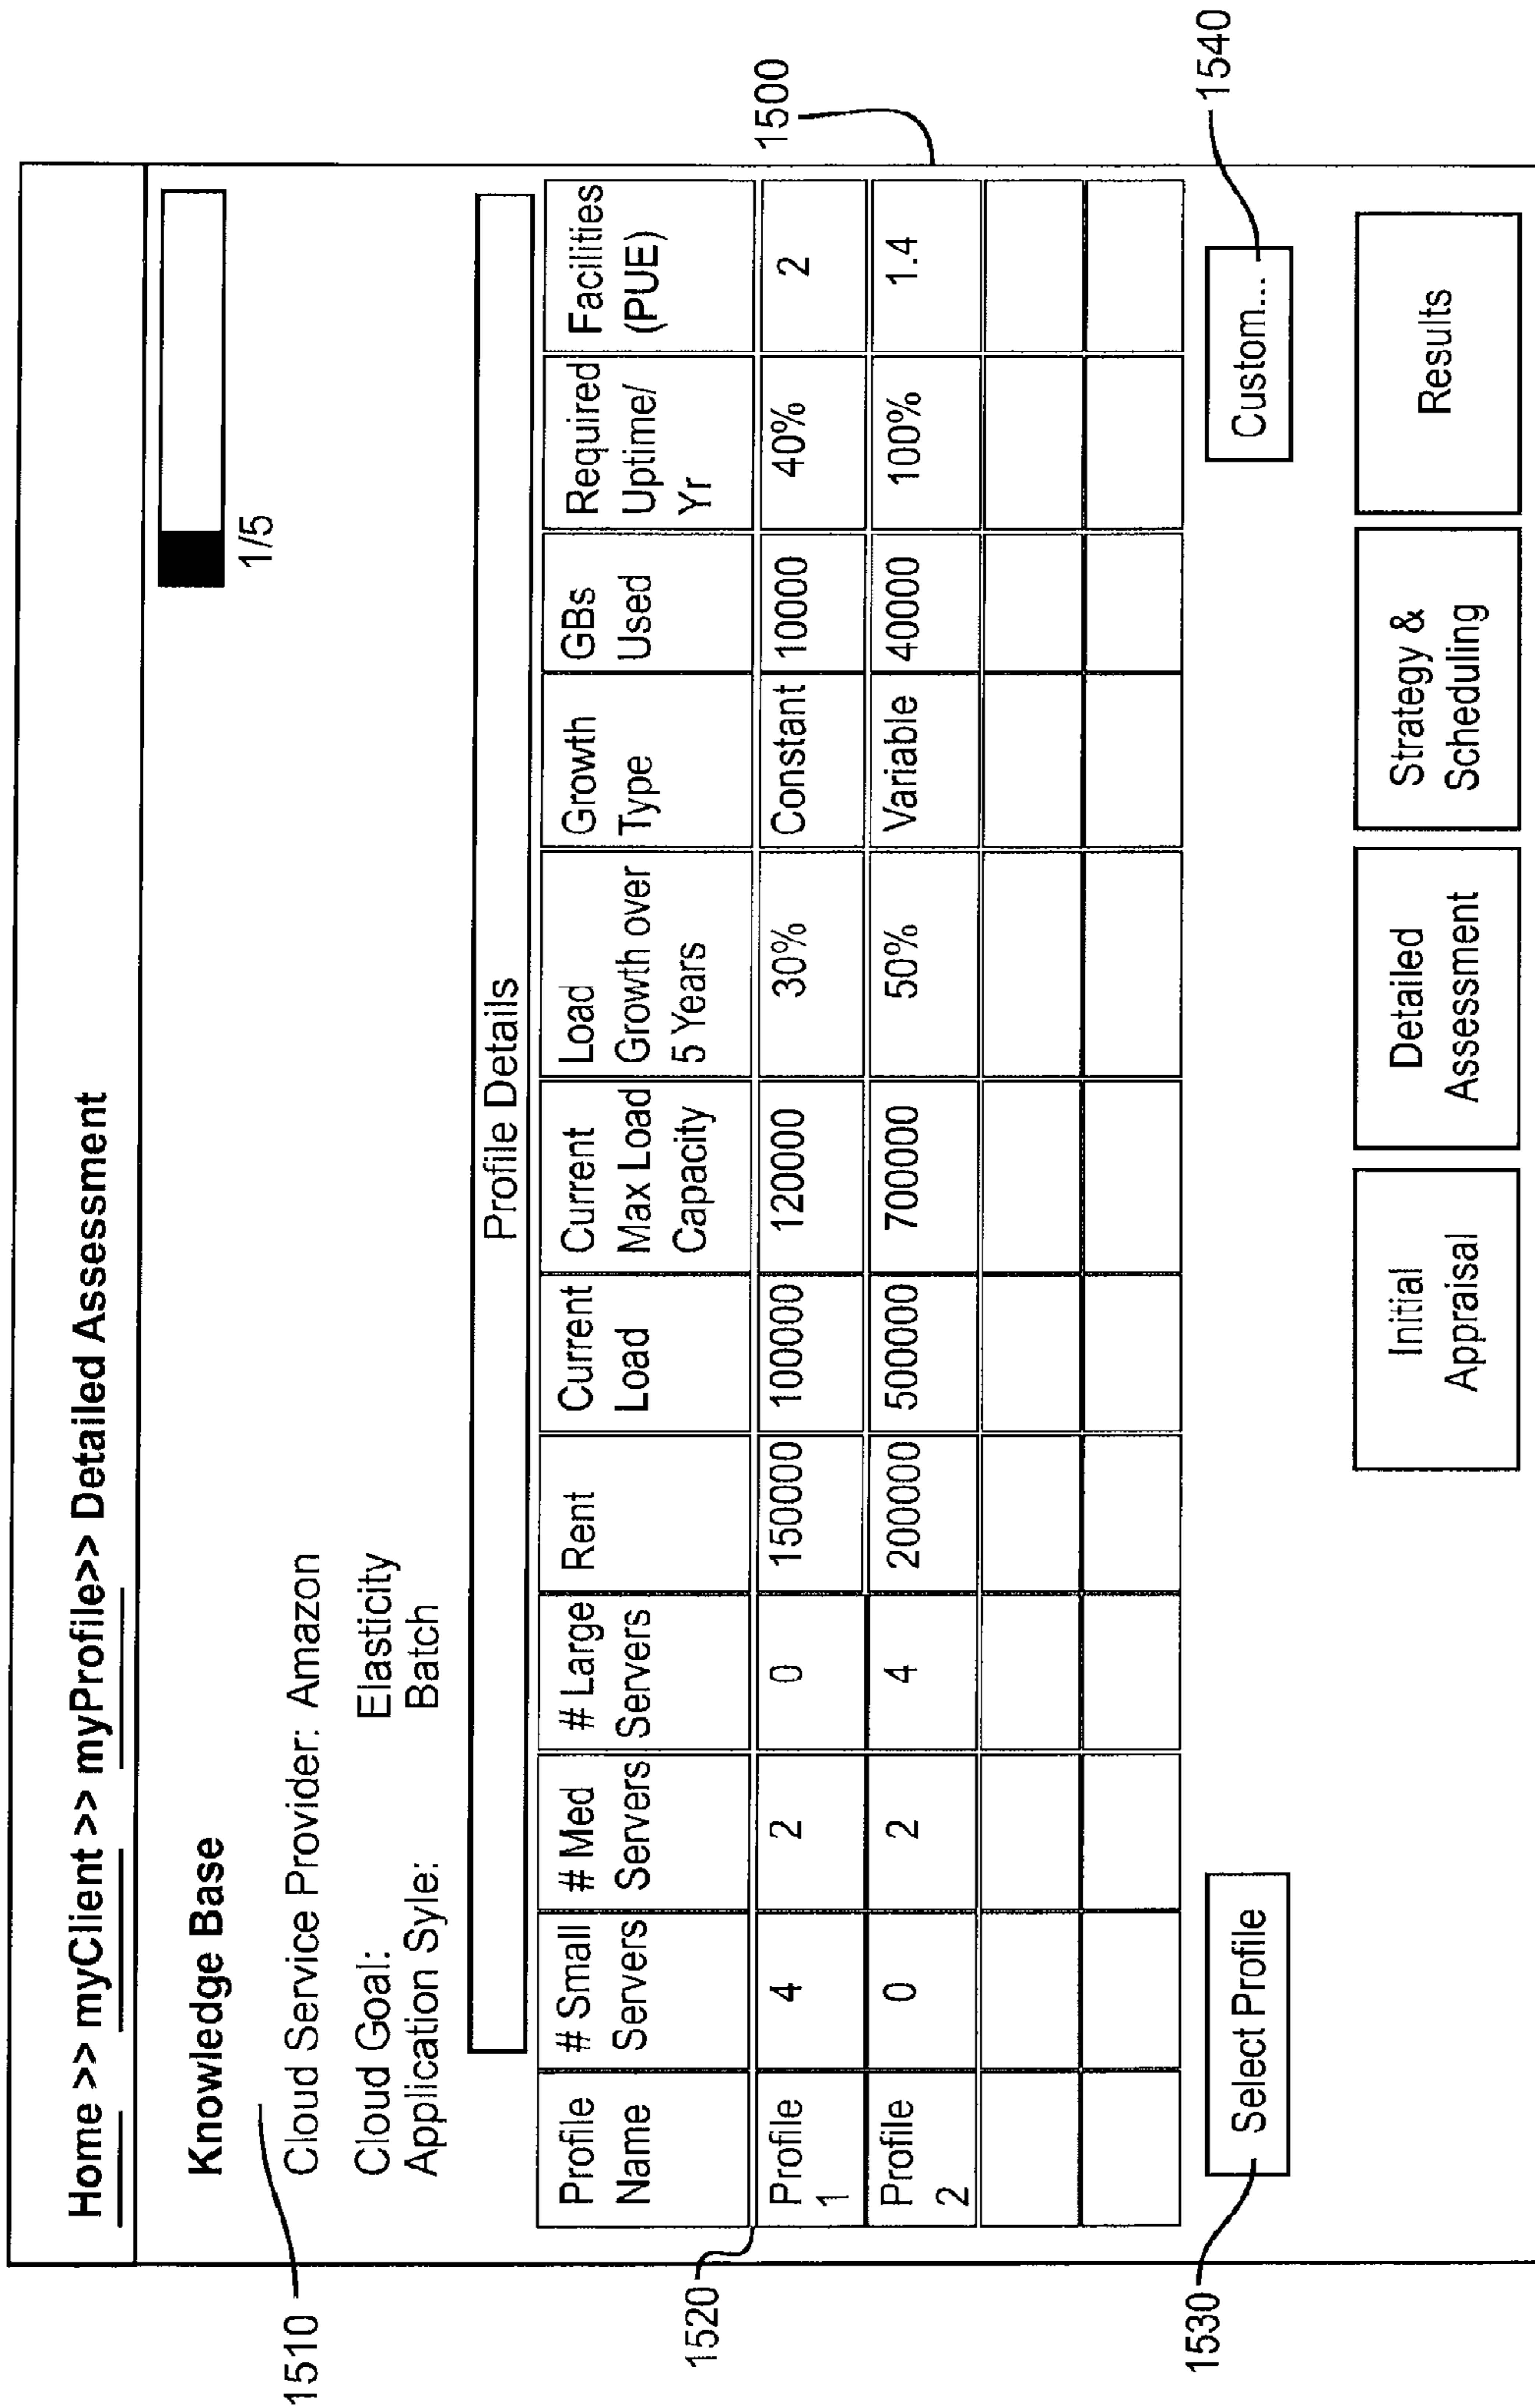 Home >> myClient >> myProfile>> Detailed Assessment
1/5
Knowledge Base
1510
Cloud Service Provider: Amazon
Cloud Goal: Elasticity
Application Syle: Batch
Profile Details
Profile Name # Small Servers # Med Servers # Large Servers Rent Current Load Current Max Load Capacity Load Growth over 5 Years Growth Type GBs Used Required Uptime/ Yr Facilities (PUE)
1520
Profile 1 4 2 0 150000 100000 120000 30% Constant 10000 40% 2
1500
Profile 2 0 2 4 200000 500000 700000 50% Variable 40000 100% 1.4
1530
Select Profile
Custom...
1540
Initial Appraisal
Detailed Assessment
Strategy & Scheduling
Results